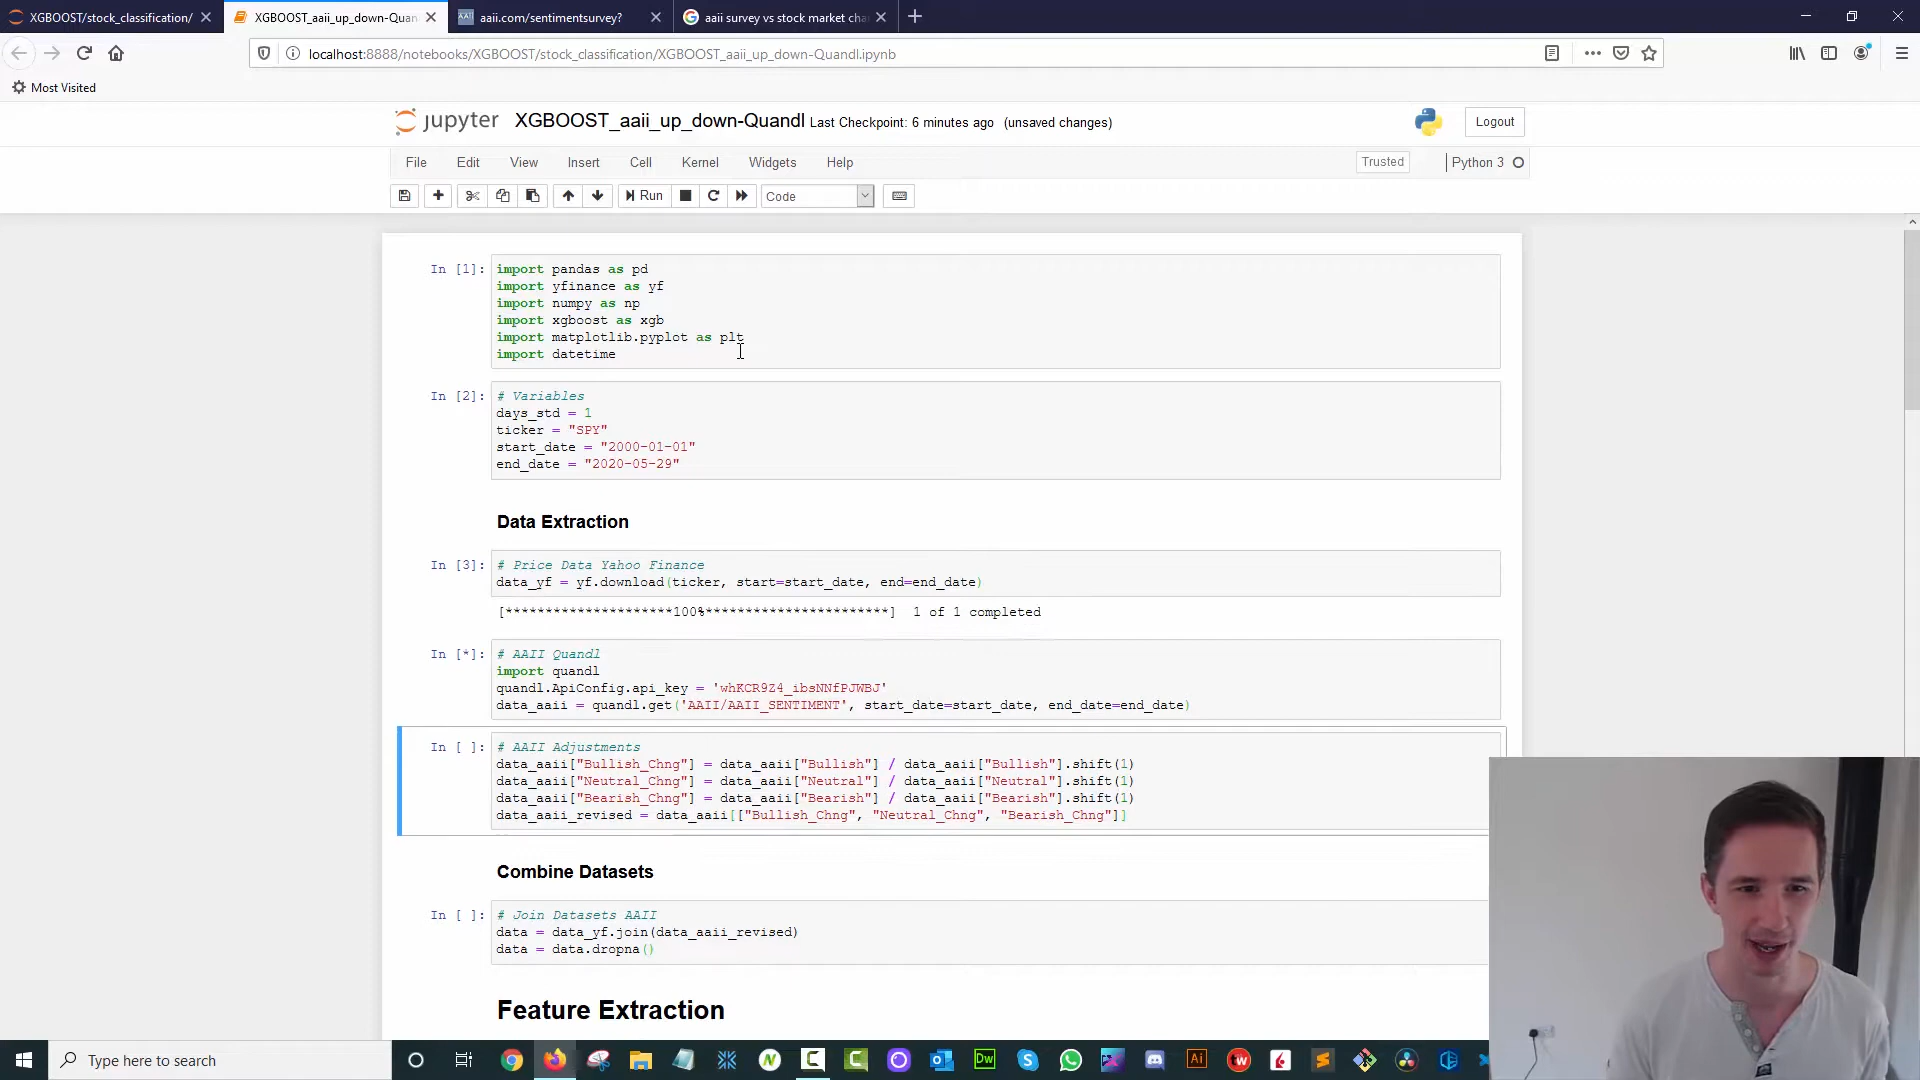 XGBOOST/stock_classification/
XGBOOST_aaii_up_down-Quan
AAII
aaii.com/sentimentsurvey?
aaii survey vs stock market cha
localhost:8888/notebooks/XGBOOST/stock_classification/XGBOOST_aaii_up_down-Quandl.ipynb
Most Visited
jupyter XGBOOST_aaii_up_down-Quandl Last Checkpoint: 6 minutes ago (unsaved changes)
Logout
File Edit View Insert Cell Kernel Widgets Help
Trusted
Python 3
Run
Code
In [1]:
import pandas as pd
import yfinance as yf
import numpy as np
import xgboost as xgb
import matplotlib.pyplot as plt
import datetime
In [2]:
# Variables
days_std = 1
ticker = "SPY"
start_date = "2000-01-01"
end_date = "2020-05-29"
Data Extraction
In [3]:
# Price Data Yahoo Finance
data_yf = yf.download(ticker, start=start_date, end=end_date)
[*********************100%***********************] 1 of 1 completed
In [*]:
# AAII Quandl
import quandl
quandl.ApiConfig.api_key = 'whKCR9Z4_ibsNNfPJWBJ'
data_aaii = quandl.get('AAII/AAII_SENTIMENT', start_date=start_date, end_date=end_date)
In [ ]:
# AAII Adjustments
data_aaii["Bullish_Chng"] = data_aaii["Bullish"] / data_aaii["Bullish"].shift(1)
data_aaii["Neutral_Chng"] = data_aaii["Neutral"] / data_aaii["Neutral"].shift(1)
data_aaii["Bearish_Chng"] = data_aaii["Bearish"] / data_aaii["Bearish"].shift(1)
data_aaii_revised = data_aaii[["Bullish_Chng", "Neutral_Chng", "Bearish_Chng"]]
Combine Datasets
In [ ]:
# Join Datasets AAII
data = data_yf.join(data_aaii_revised)
data = data.dropna()
Feature Extraction
Type here to search
Dw
Ai